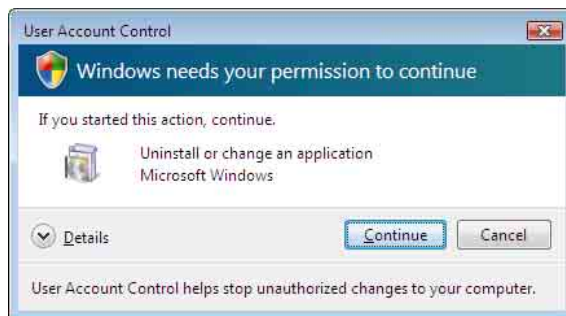 User Account Control
Windows needs your permission to continue
If you started this action, continue.
Uninstall or change an application
Microsoft Windows
Details
Continue
Cancel
User Account Control helps stop unauthorized changes to your computer.